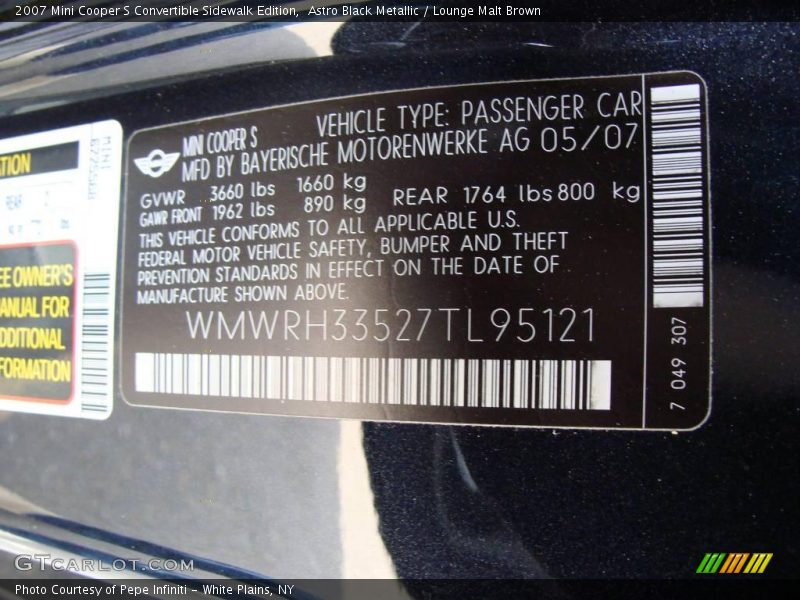 2007 Mini Cooper S Convertible Sidewalk Edition,  Astro Black Metallic / Lounge Malt Brown
MINI COOPER S VEHICLE TYPE: PASSENGER CAR
MFD BY BAYERISCHE MOTORENWERKE AG 05/07
GVWR 3660 lbs 1660 kg
GAWR FRONT 1962 lbs 890 kg REAR 1764 lbs 800 kg
THIS VEHICLE CONFORMS TO ALL APPLICABLE U.S.
FEDERAL MOTOR VEHICLE SAFETY, BUMPER AND THEFT
PREVENTION STANDARDS IN EFFECT ON THE DATE OF
MANUFACTURE SHOWN ABOVE.
WMWRH33527TL95121
7 049 307
ATION
REAR 2
EE OWNER'S
ANUAL FOR
DDITIONAL
FORMATION
MINI
GTCARLOT.COM
Photo Courtesy of Pepe Infiniti - White Plains, NY